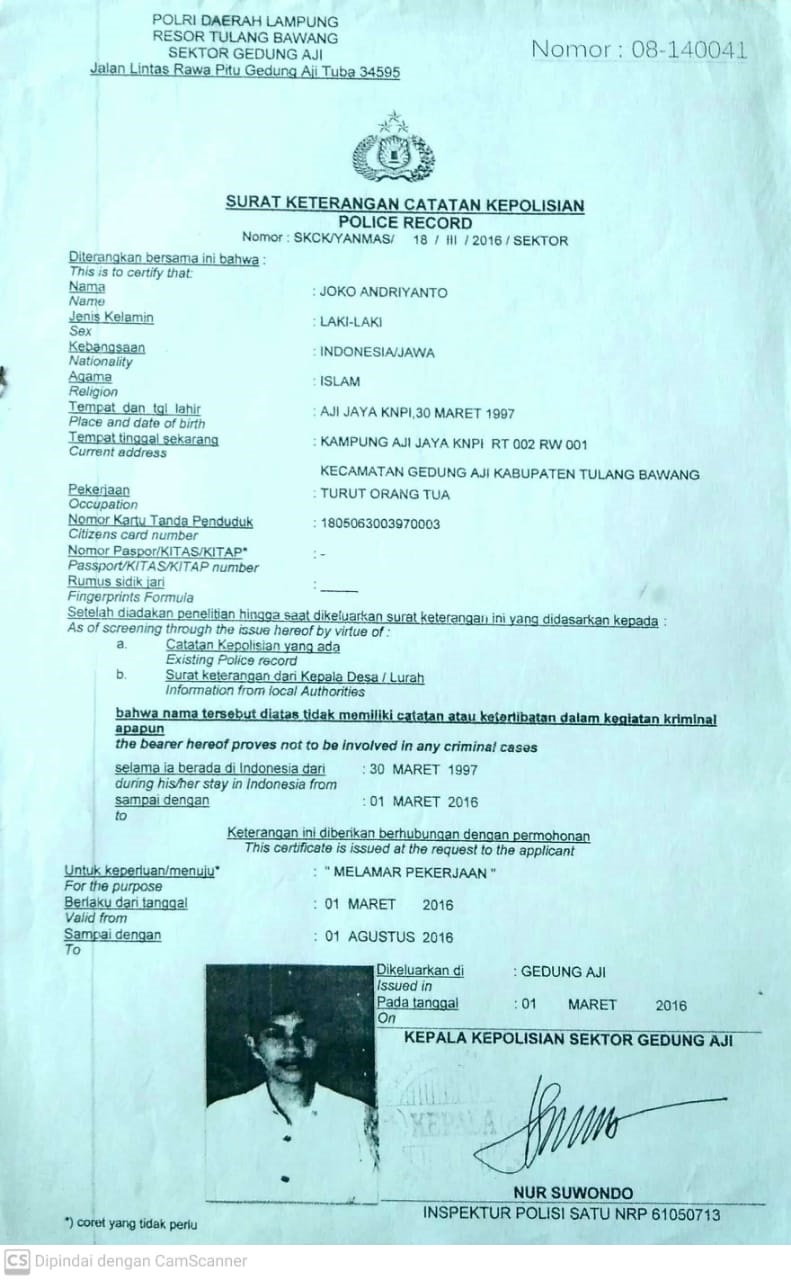 POLRI DAERAH LAMPUNG
RESOR TULANG BAWANG
SEKTOR GEDUNG AJI
Jalan Lintas Rawa Pitu Gedung Aji Tuba 34595
Nomor : 08-140041
SURAT KETERANGAN CATATAN KEPOLISIAN
POLICE RECORD
Nomor : SKCK/YANMAS/ 18 / III / 2016 / SEKTOR
Diterangkan bersama ini bahwa :
This is to certify that:
Nama : JOKO ANDRIYANTO
Name
Jenis Kelamin : LAKI-LAKI
Sex
Kebangsaan : INDONESIA/JAWA
Nationality
Agama : ISLAM
Religion
Tempat dan tgl lahir : AJI JAYA KNPI,30 MARET 1997
Place and date of birth
Tempat tinggal sekarang : KAMPUNG AJI JAYA KNPI RT 002 RW 001
Current address
KECAMATAN GEDUNG AJI KABUPATEN TULANG BAWANG
Pekerjaan : TURUT ORANG TUA
Occupation
Nomor Kartu Tanda Penduduk : 1805063003970003
Citizens card number
Nomor Paspor/KITAS/KITAP* : -
Passport/KITAS/KITAP number
Rumus sidik jari : _____
Fingerprints Formula
Setelah diadakan penelitian hingga saat dikeluarkan surat keterangan ini yang didasarkan kepada :
As of screening through the issue hereof by virtue of :
a. Catatan Kepolisian yang ada
Existing Police record
b. Surat keterangan dari Kepala Desa / Lurah
Information from local Authorities
bahwa nama tersebut diatas tidak memiliki catatan atau keterlibatan dalam kegiatan kriminal
apapun
the bearer hereof proves not to be involved in any criminal cases
selama ia berada di Indonesia dari : 30 MARET 1997
during his/her stay in Indonesia from
sampai dengan : 01 MARET 2016
to
Keterangan ini diberikan berhubungan dengan permohonan
This certificate is issued at the request to the applicant
Untuk keperluan/menuju* : " MELAMAR PEKERJAAN "
For the purpose
Berlaku dari tanggal : 01 MARET 2016
Valid from
Sampai dengan : 01 AGUSTUS 2016
To
Dikeluarkan di : GEDUNG AJI
Issued in
Pada tanggal : 01 MARET 2016
On
KEPALA KEPOLISIAN SEKTOR GEDUNG AJI
KEPALA
NUR SUWONDO
INSPEKTUR POLISI SATU NRP 61050713
*) coret yang tidak perlu
CS Dipindai dengan CamScanner